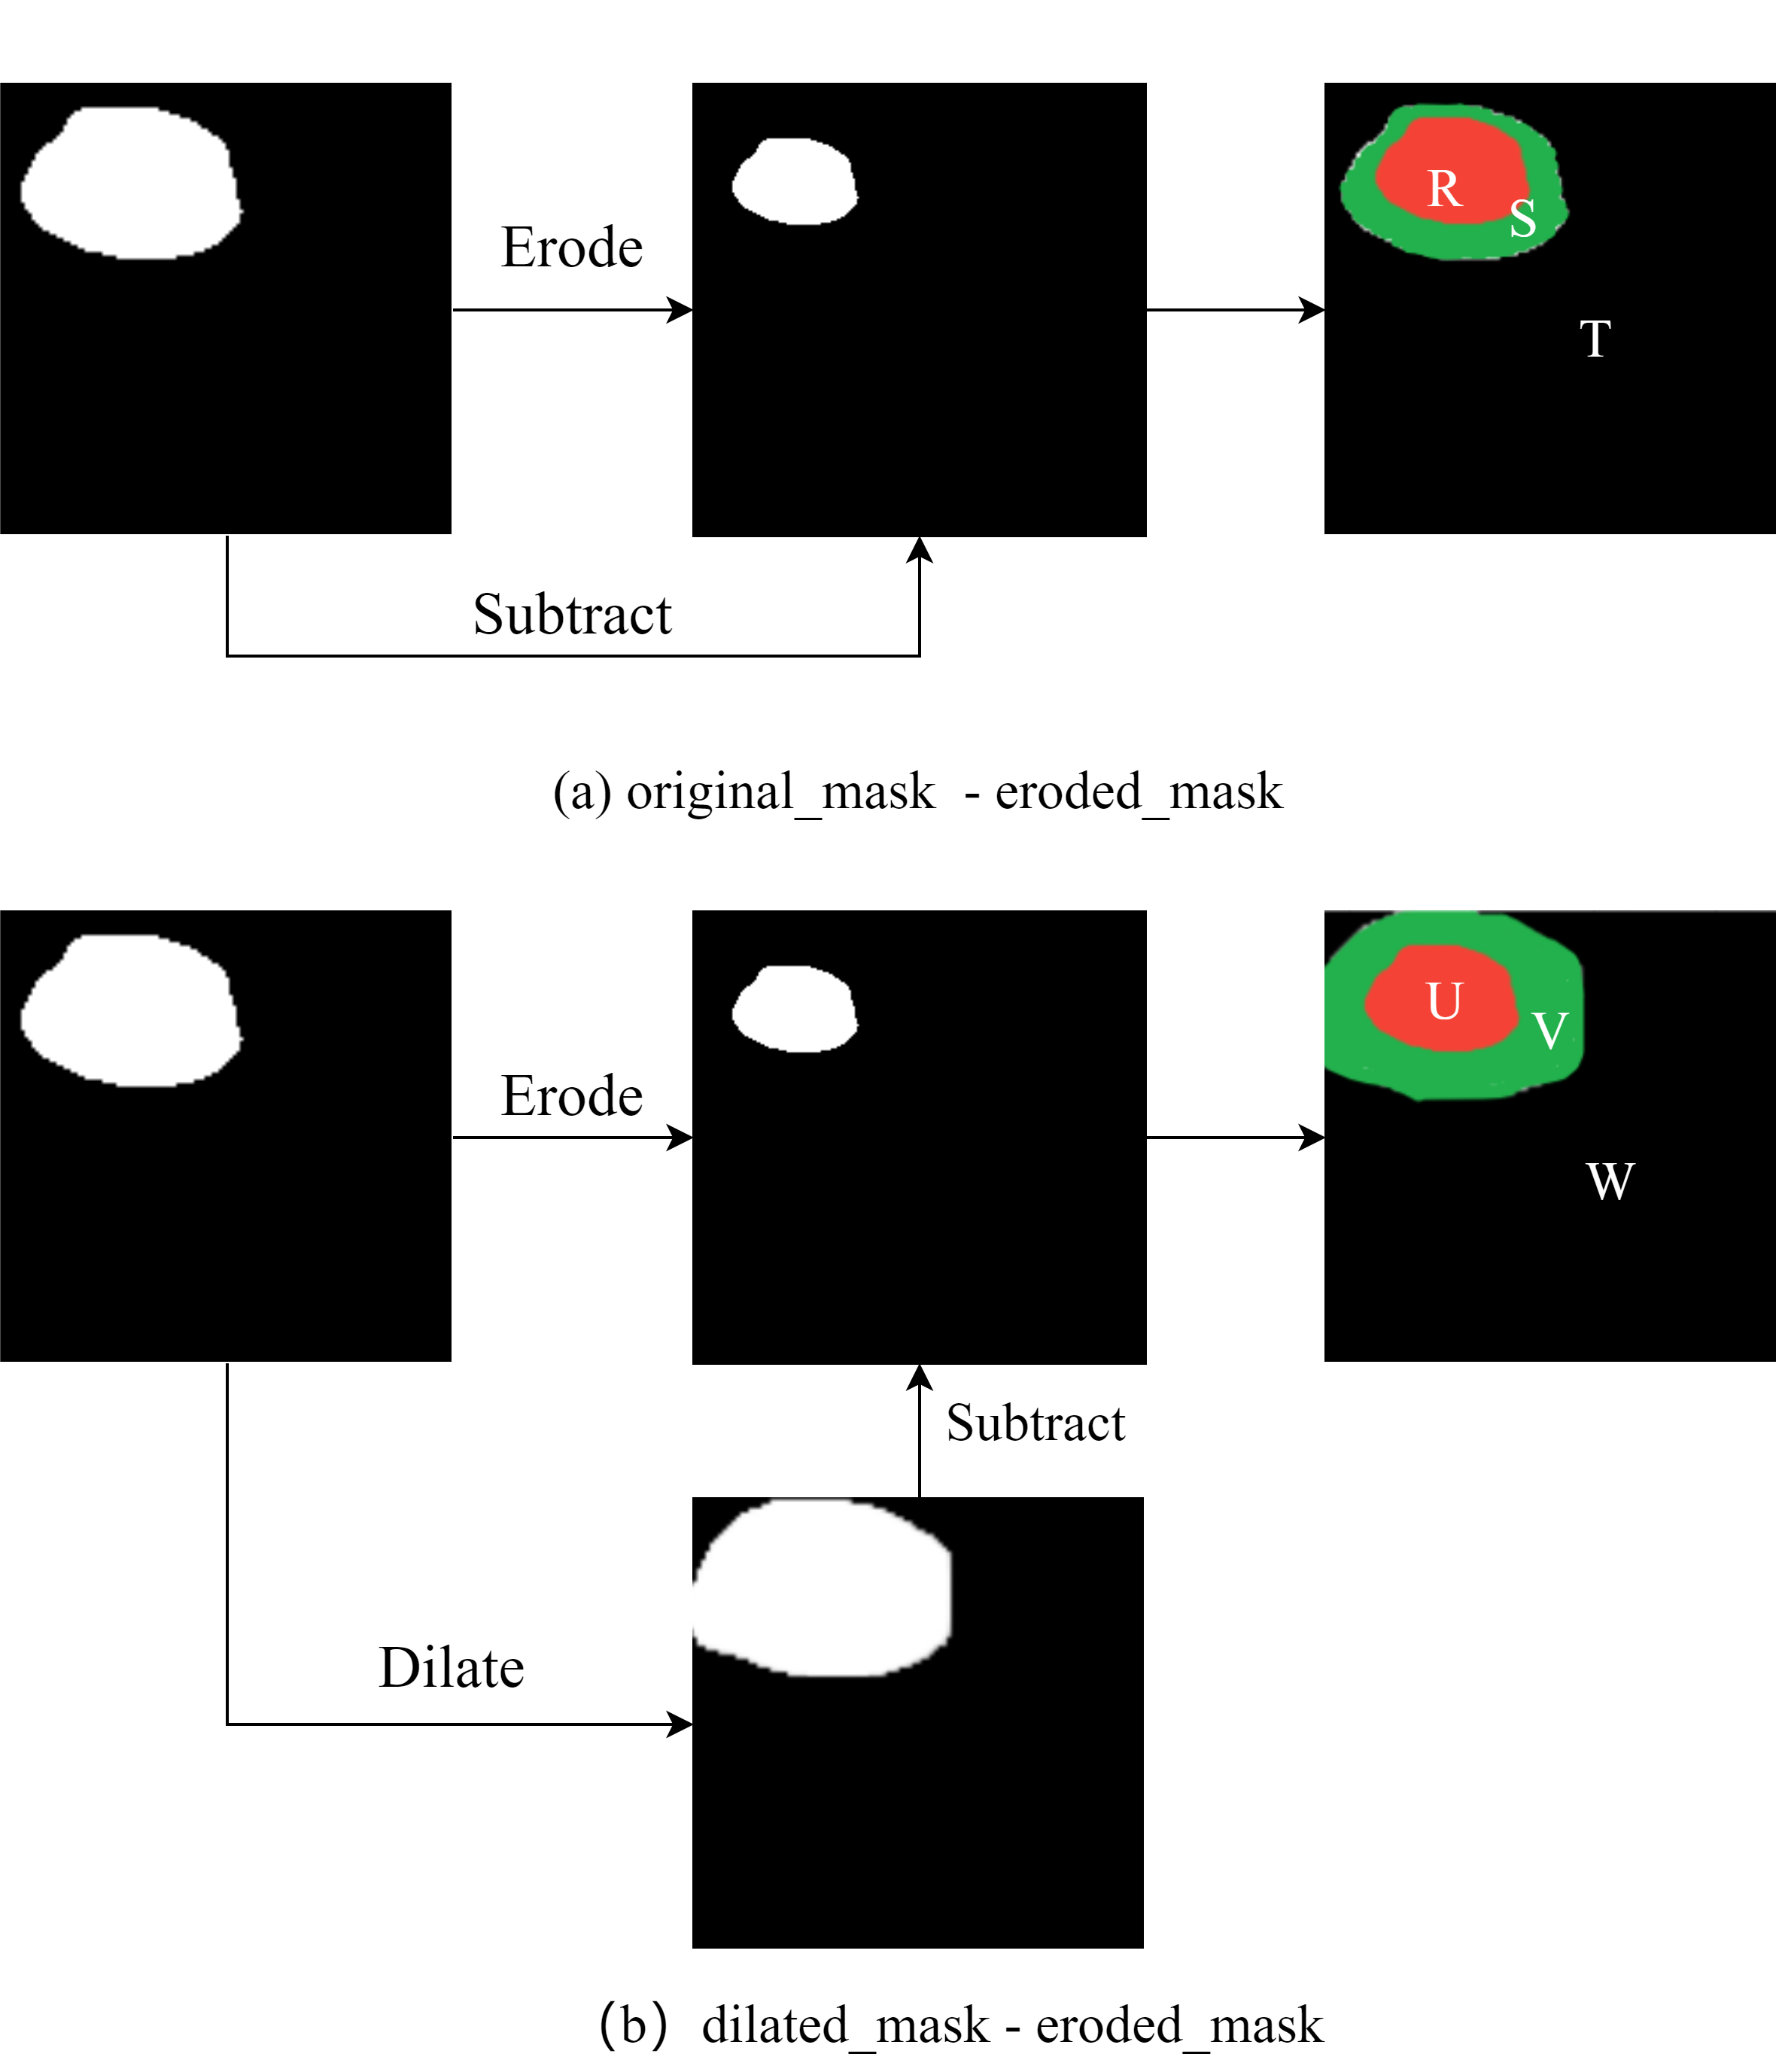 Erode
R
S
T
Subtract
(a) original_mask - eroded_mask
Erode
U
V
W
Subtract
Dilate
(b) dilated_mask - eroded_mask